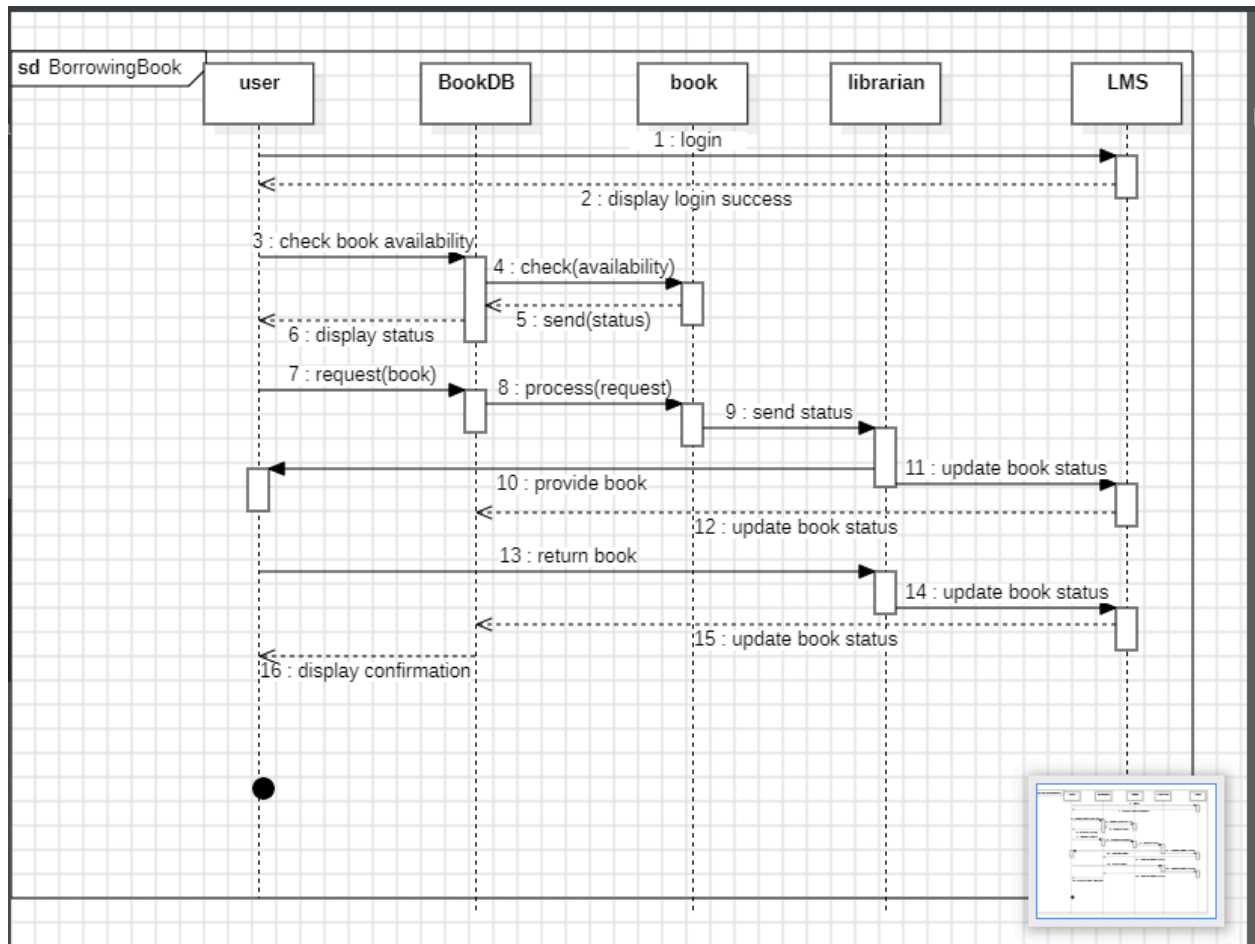 sd BorrowingBook
user
BookDB
book
librarian
LMS
1 : login
2 : display login success
3 : check book availability
4 : check(availability)
5 : send(status)
6 : display status
7 : request(book)
8 : process(request)
9 : send status
10 : provide book
11 : update book status
12 : update book status
13 : return book
14 : update book status
15 : update book status
16 : display confirmation